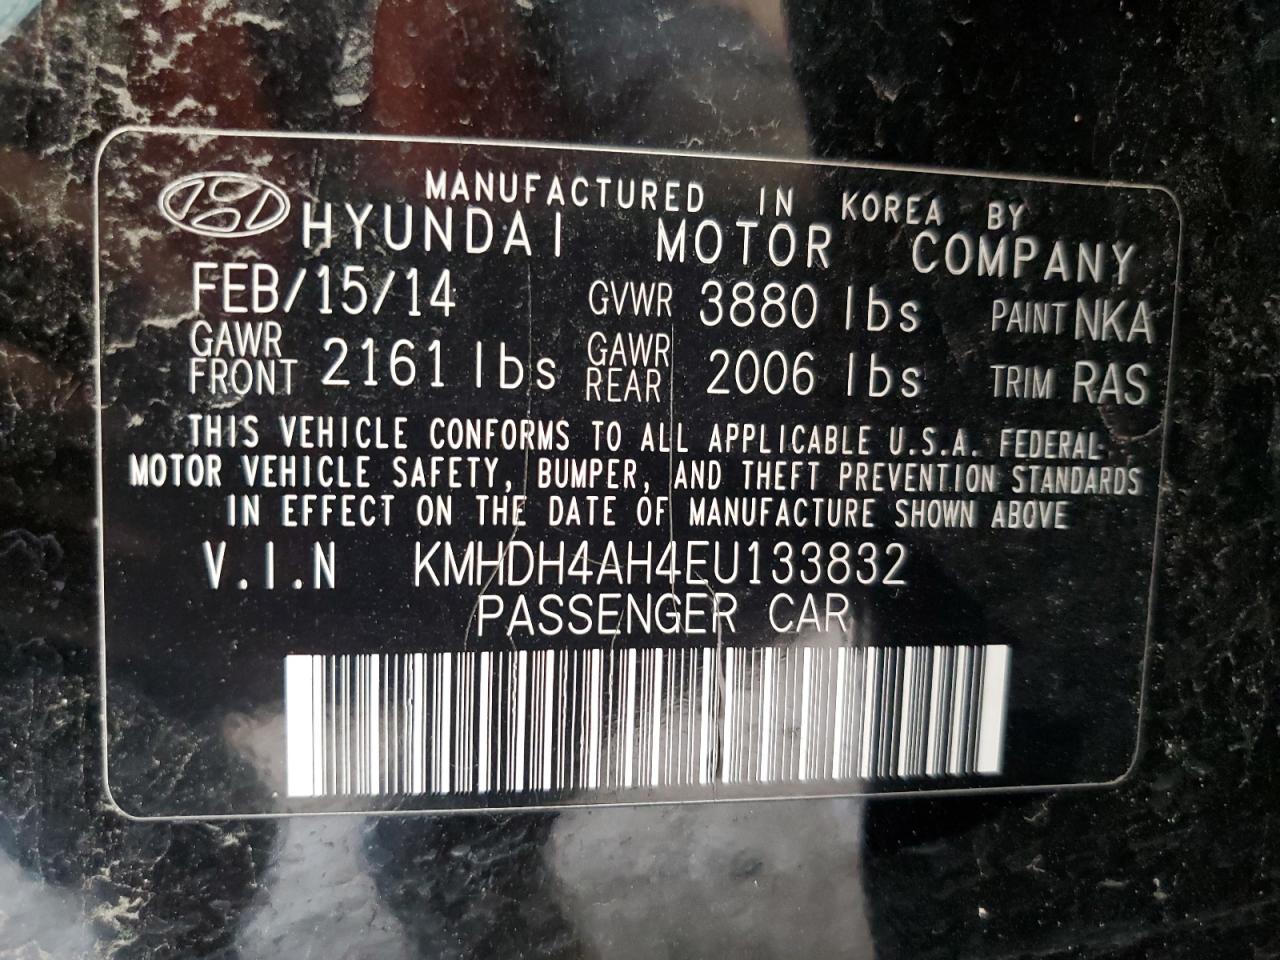 MANUFACTURED IN KOREA BY
HYUNDAI MOTOR COMPANY
FEB/15/14 GVWR 3880 lbs PAINT NKA
GAWR FRONT 2161 lbs GAWR REAR 2006 lbs TRIM RAS
THIS VEHICLE CONFORMS TO ALL APPLICABLE U.S.A. FEDERAL
MOTOR VEHICLE SAFETY, BUMPER, AND THEFT PREVENTION STANDARDS
IN EFFECT ON THE DATE OF MANUFACTURE SHOWN ABOVE
V.I.N KMHDH4AH4EU133832
PASSENGER CAR